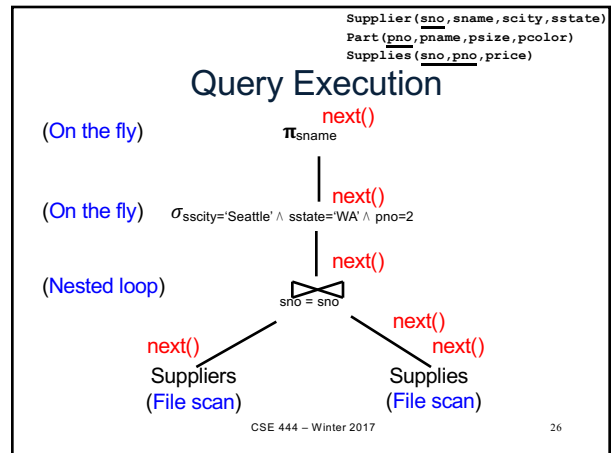 Supplier(sno,sname,scity,sstate)
Part(pno,pname,psize,pcolor)
Supplies(sno,pno,price)
Query Execution
(On the fly) πsname next()
(On the fly) σsscity=‘Seattle’ ∧ sstate=‘WA’ ∧ pno=2 next()
next()
(Nested loop) sno = sno
next()
next() next()
Suppliers Supplies
(File scan) (File scan)
CSE 444 – Winter 2017 26